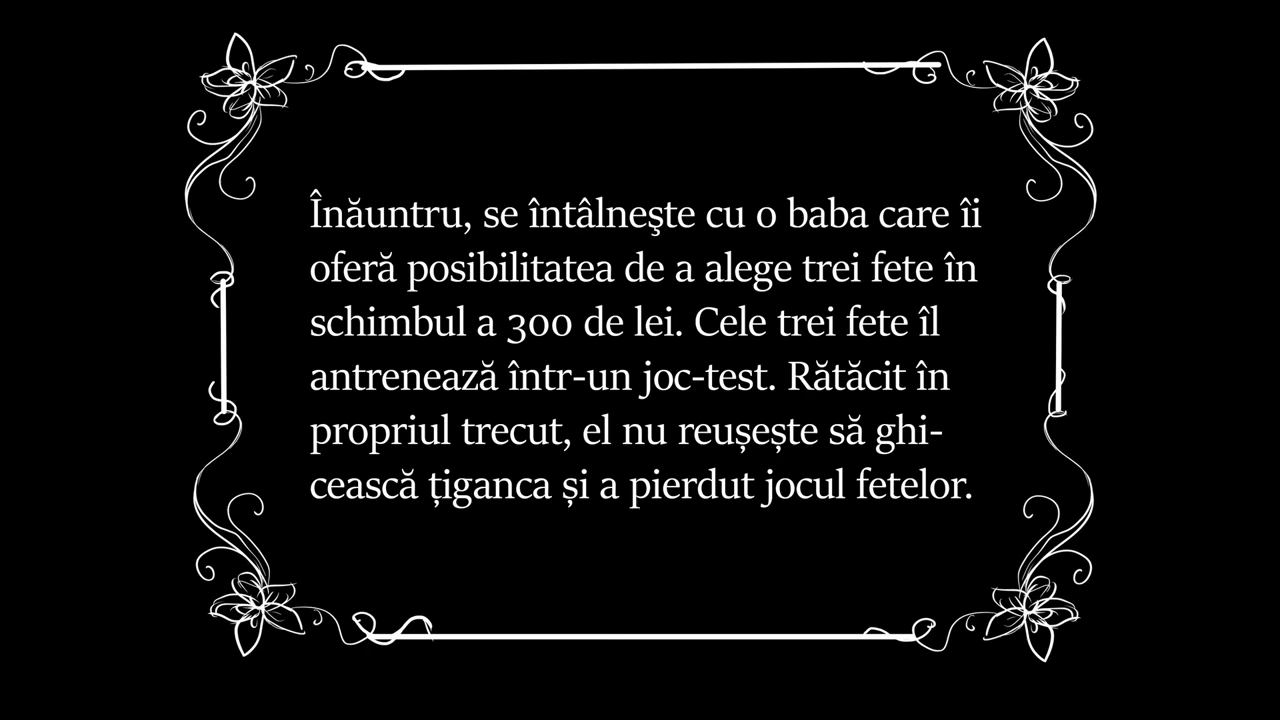 Înăuntru, se întâlneşte cu o baba care îi
oferă posibilitatea de a alege trei fete în
schimbul a 300 de lei. Cele trei fete îl
antrenează într-un joc-test. Rătăcit în
propriul trecut, el nu reușește să ghi-
cească țiganca și a pierdut jocul fetelor.